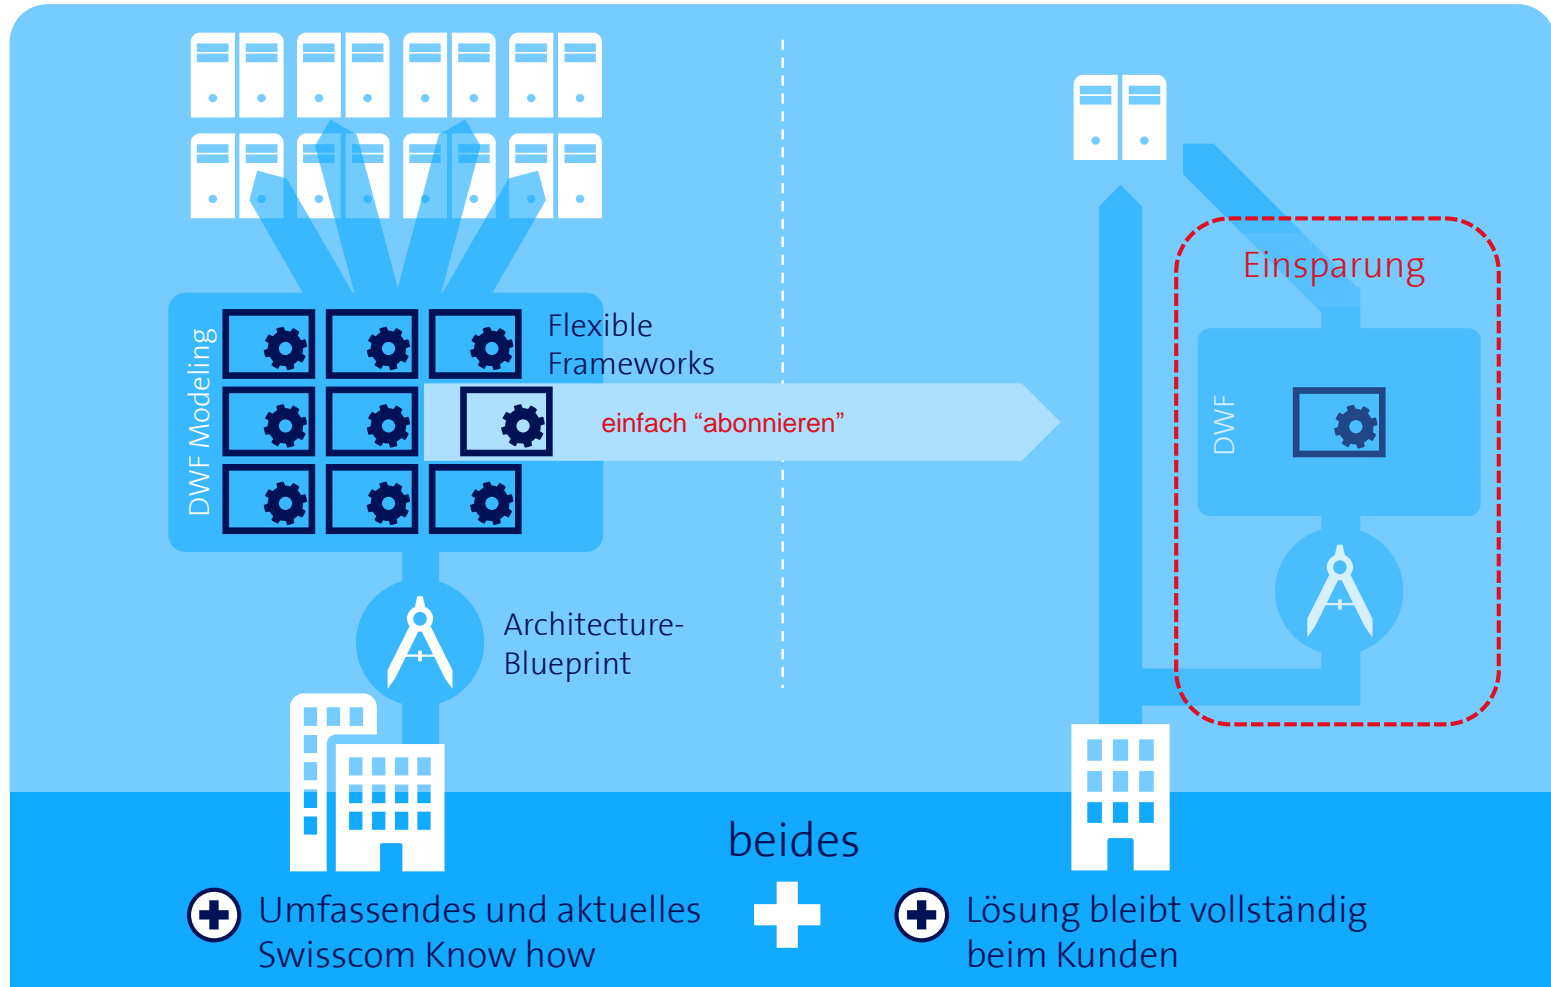 DWF Modeling
Flexible
Frameworks
einfach “abonnieren”
Architecture-
Blueprint
Einsparung
DWF
beides
Umfassendes und aktuelles
Swisscom Know how
Lösung bleibt vollständig
beim Kunden